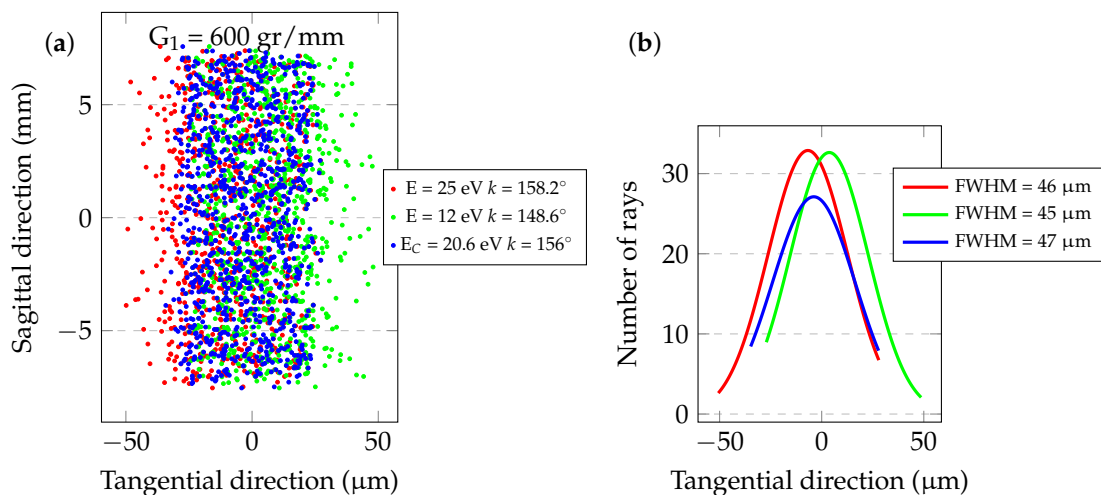 (a)
G₁ = 600 gr/mm
Sagittal direction (mm)
5
0
−5
−50
0
50
Tangential direction (μm)
E = 25 eV k = 158.2°
E = 12 eV k = 148.6°
E_C = 20.6 eV k = 156°
(b)
Number of rays
30
20
10
0
−50
0
50
Tangential direction (μm)
FWHM = 46 μm
FWHM = 45 μm
FWHM = 47 μm